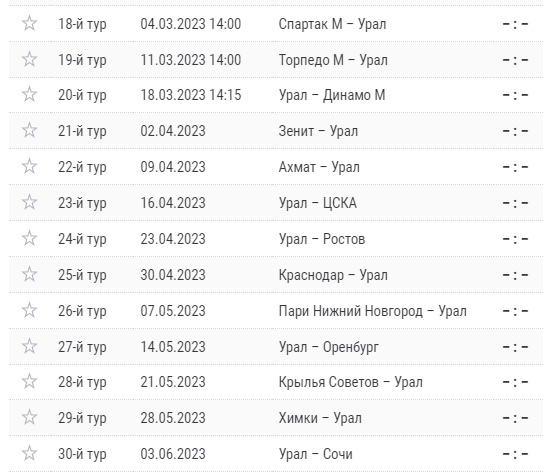 18-й тур 04.03.2023 14:00 Спартак М – Урал – : –
19-й тур 11.03.2023 14:00 Торпедо М – Урал – : –
20-й тур 18.03.2023 14:15 Урал – Динамо М – : –
21-й тур 02.04.2023 Зенит – Урал – : –
22-й тур 09.04.2023 Ахмат – Урал – : –
23-й тур 16.04.2023 Урал – ЦСКА – : –
24-й тур 23.04.2023 Урал – Ростов – : –
25-й тур 30.04.2023 Краснодар – Урал – : –
26-й тур 07.05.2023 Пари Нижний Новгород – Урал – : –
27-й тур 14.05.2023 Урал – Оренбург – : –
28-й тур 21.05.2023 Крылья Советов – Урал – : –
29-й тур 28.05.2023 Химки – Урал – : –
30-й тур 03.06.2023 Урал – Сочи – : –